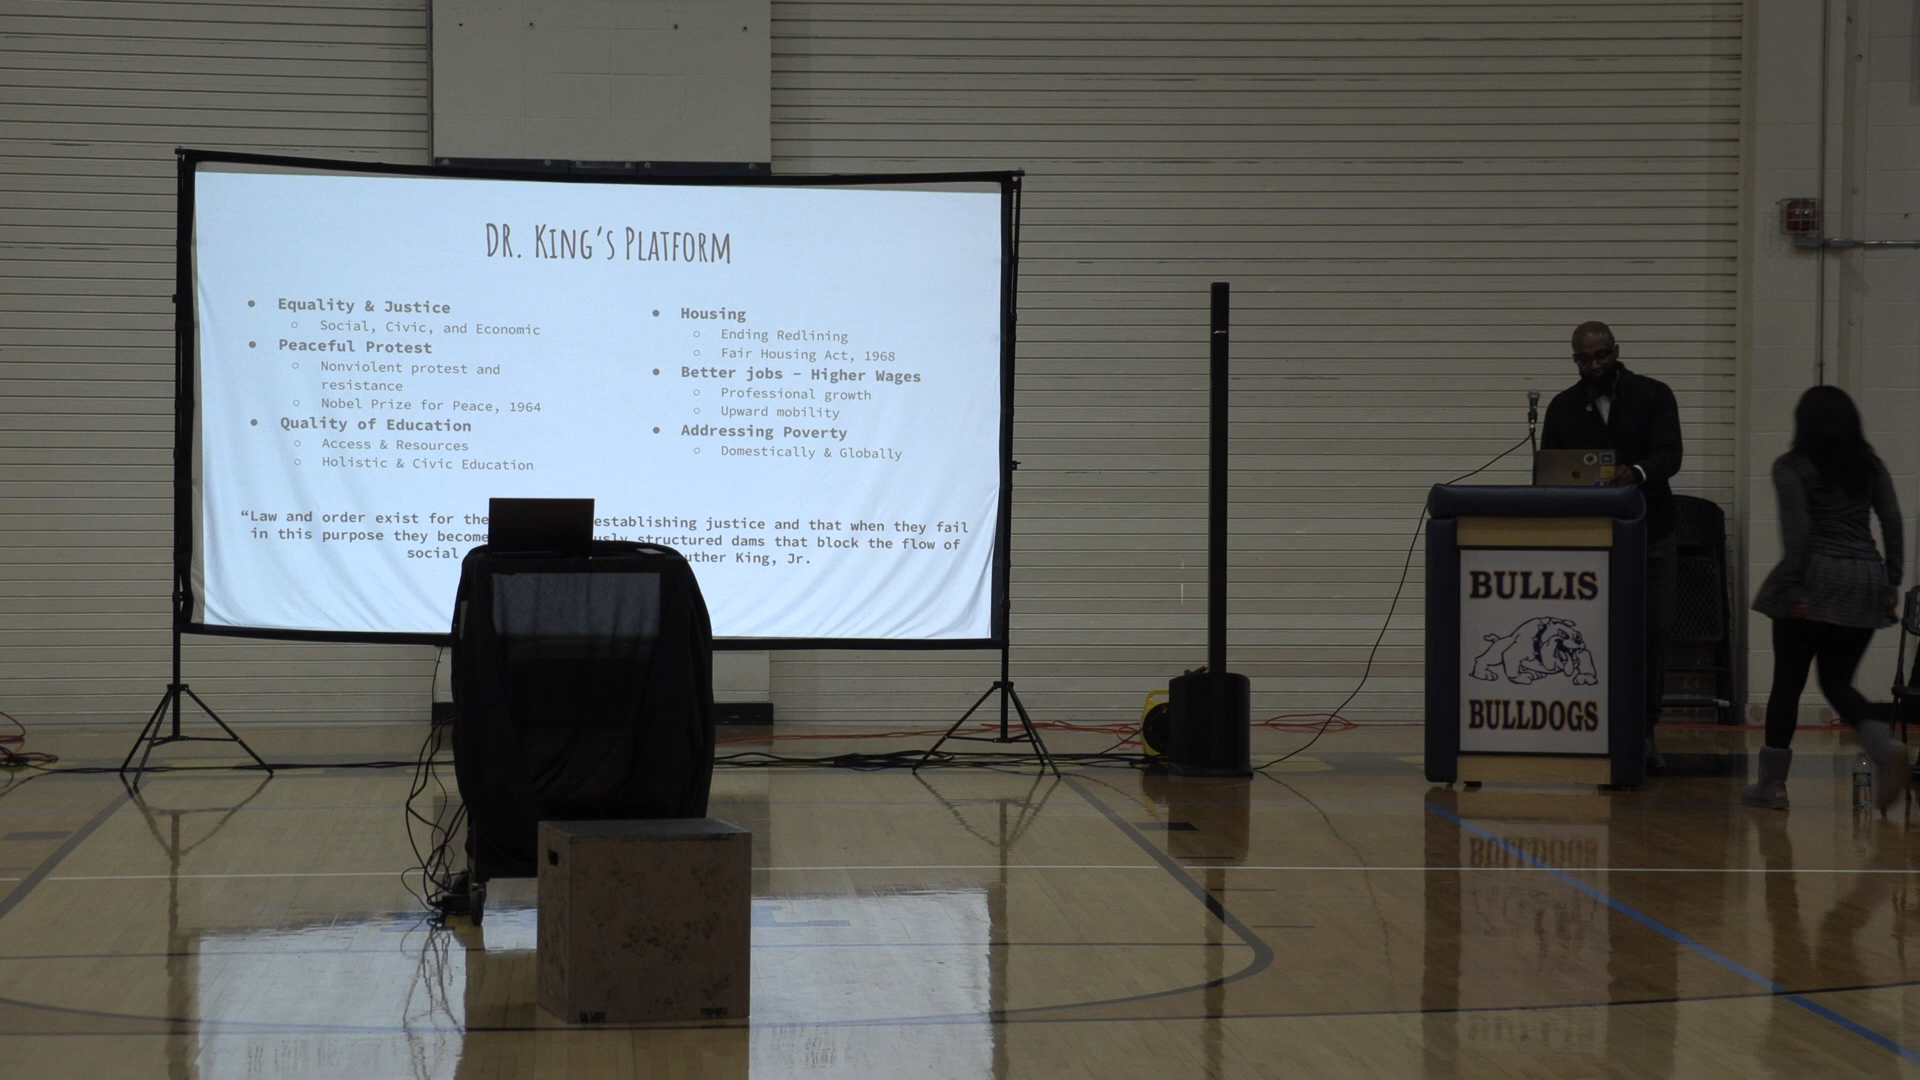 DR. KING'S PLATFORM
● Equality & Justice
○ Social, Civic, and Economic
● Peaceful Protest
○ Nonviolent protest and
resistance
○ Nobel Prize for Peace, 1964
● Quality of Education
○ Access & Resources
○ Holistic & Civic Education
● Housing
○ Ending Redlining
○ Fair Housing Act, 1968
● Better jobs – Higher Wages
○ Professional growth
○ Upward mobility
● Addressing Poverty
○ Domestically & Globally
“Law and order exist for the establishing justice and that when they fail
in this purpose they become structured dams that block the flow of
social King, Jr.
BULLIS
BULLDOGS